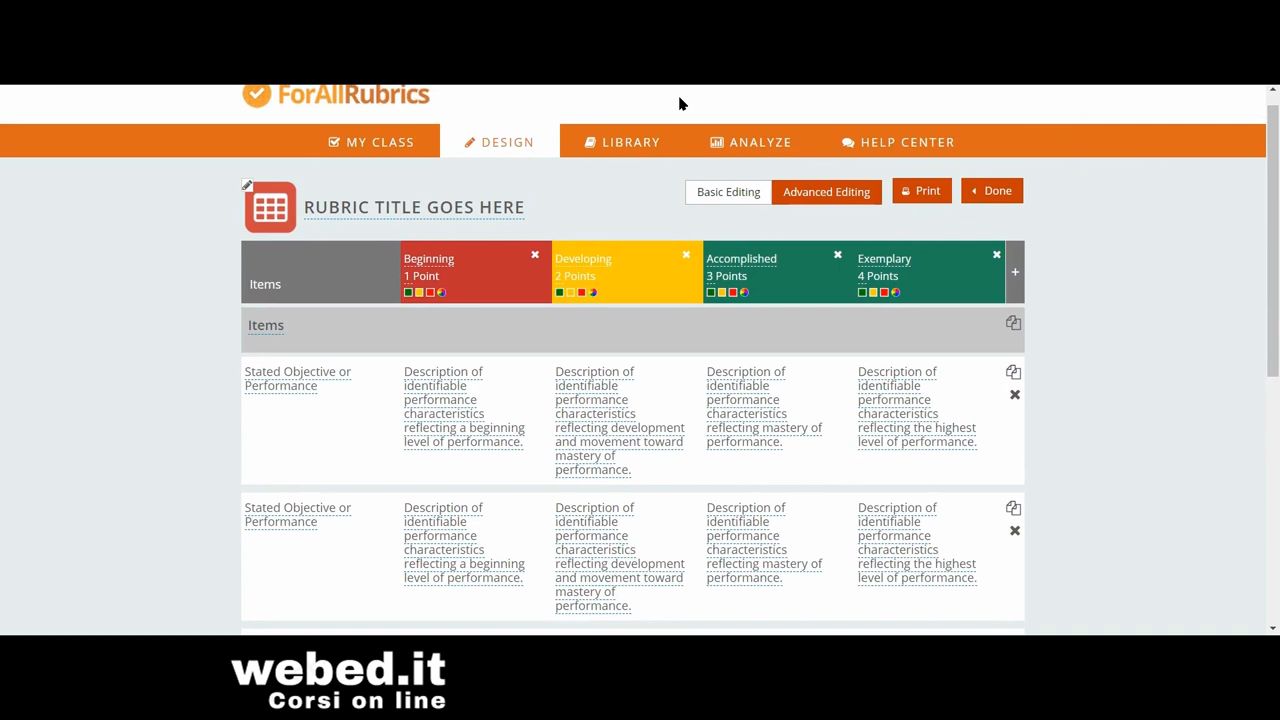 ForAllRubrics
MY CLASS
DESIGN
LIBRARY
ANALYZE
HELP CENTER
RUBRIC TITLE GOES HERE
Basic Editing
Advanced Editing
Print
Done
Items
Beginning
1 Point
Developing
2 Points
Accomplished
3 Points
Exemplary
4 Points
+
Items
Stated Objective or
Performance
Description of
identifiable
performance
characteristics
reflecting a beginning
level of performance.
Description of
identifiable
performance
characteristics
reflecting development
and movement toward
mastery of
performance.
Description of
identifiable
performance
characteristics
reflecting mastery of
performance.
Description of
identifiable
performance
characteristics
reflecting the highest
level of performance.
Stated Objective or
Performance
Description of
identifiable
performance
characteristics
reflecting a beginning
level of performance.
Description of
identifiable
performance
characteristics
reflecting development
and movement toward
mastery of
performance.
Description of
identifiable
performance
characteristics
reflecting mastery of
performance.
Description of
identifiable
performance
characteristics
reflecting the highest
level of performance.
webed.it
Corsi on line